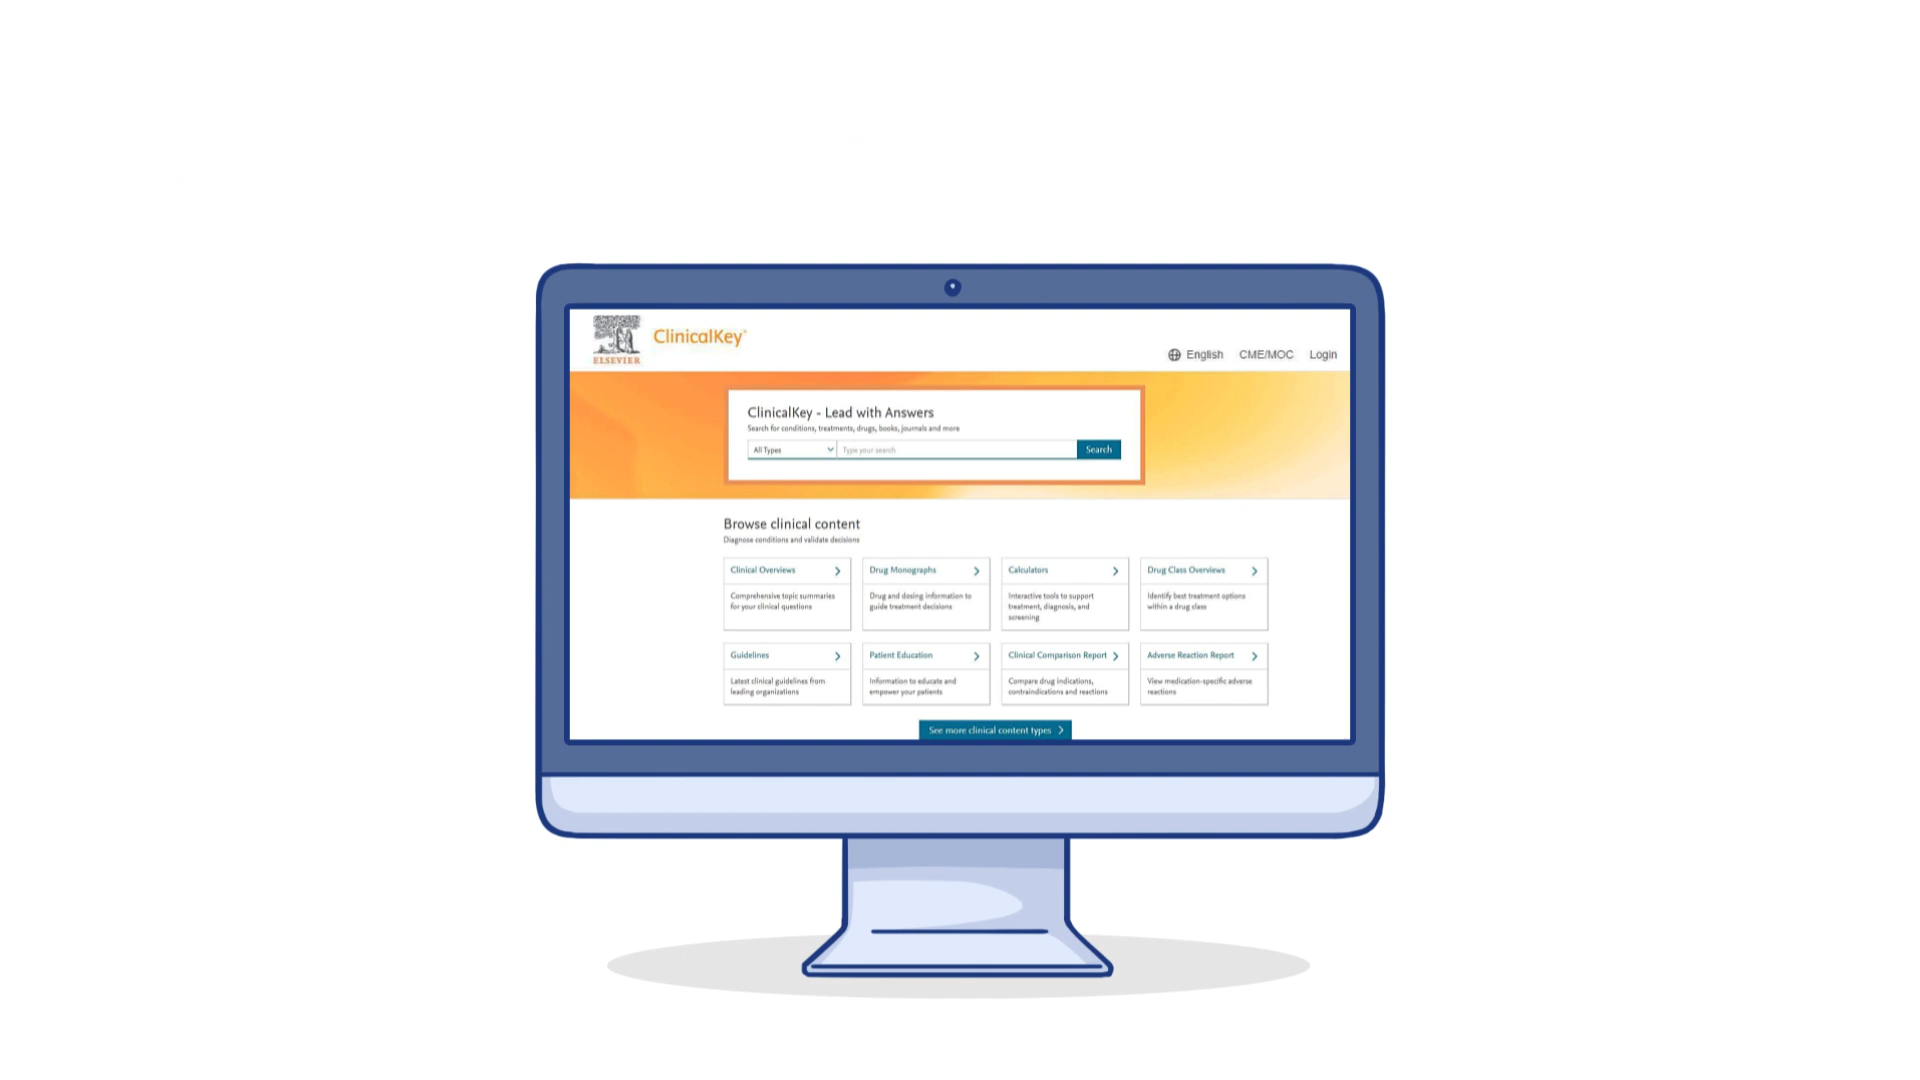 ELSEVIER
ClinicalKey
English CME/MOC Login
ClinicalKey - Lead with Answers
Search for conditions, treatments, drugs, books, journals and more
All Types Type your search Search
Browse clinical content
Diagnose conditions and validate decisions
Clinical Overviews
Comprehensive topic summaries
for your clinical questions
Drug Monographs
Drug and dosing information to
guide treatment decisions
Calculators
Interactive tools to support
treatment, diagnosis, and
screening
Drug Class Overviews
Identify best treatment options
within a drug class
Guidelines
Latest clinical guidelines from
leading organizations
Patient Education
Information to educate and
empower your patients
Clinical Comparison Report
Compare drug indications,
contraindications and reactions
Adverse Reaction Report
View medication-specific adverse
reactions
See more clinical content types